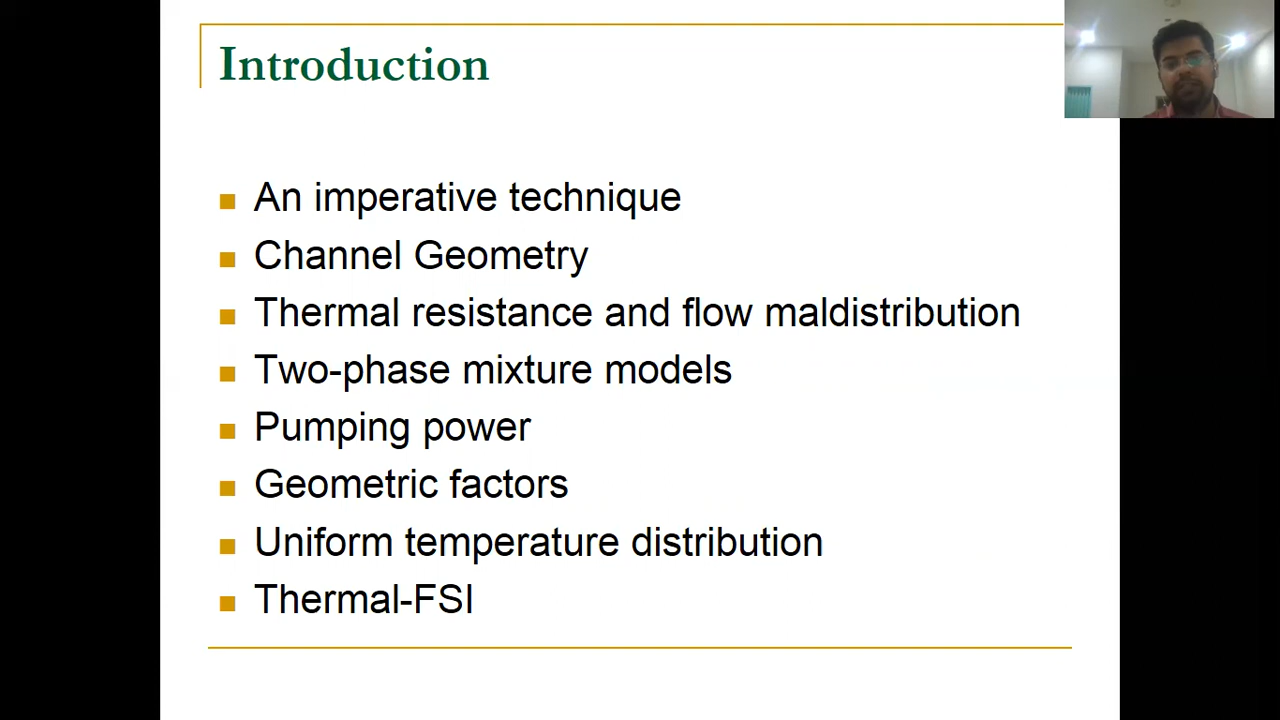 Introduction
An imperative technique
Channel Geometry
Thermal resistance and flow maldistribution
Two-phase mixture models
Pumping power
Geometric factors
Uniform temperature distribution
Thermal-FSI